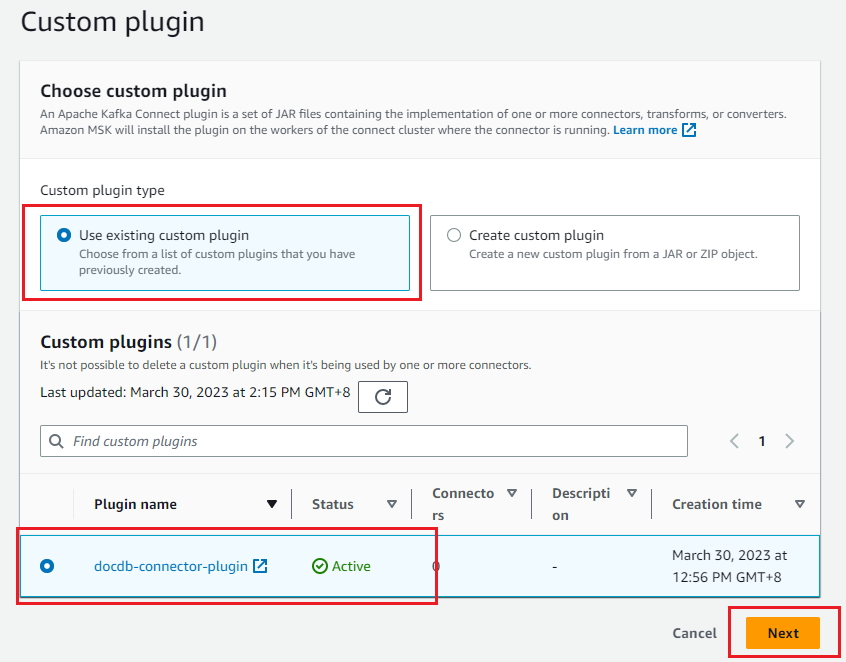 Custom plugin
Choose custom plugin
An Apache Kafka Connect plugin is a set of JAR files containing the implementation of one or more connectors, transforms, or converters.
Amazon MSK will install the plugin on the workers of the connect cluster where the connector is running. Learn more
Custom plugin type
Use existing custom plugin
Choose from a list of custom plugins that you have
previously created.
Create custom plugin
Create a new custom plugin from a JAR or ZIP object.
Custom plugins (1/1)
It's not possible to delete a custom plugin when it's being used by one or more connectors.
Last updated: March 30, 2023 at 2:15 PM GMT+8
Find custom plugins
1
Plugin name
Status
Connecto
rs
Descripti
on
Creation time
docdb-connector-plugin
Active
0
-
March 30, 2023 at
12:56 PM GMT+8
Cancel
Next